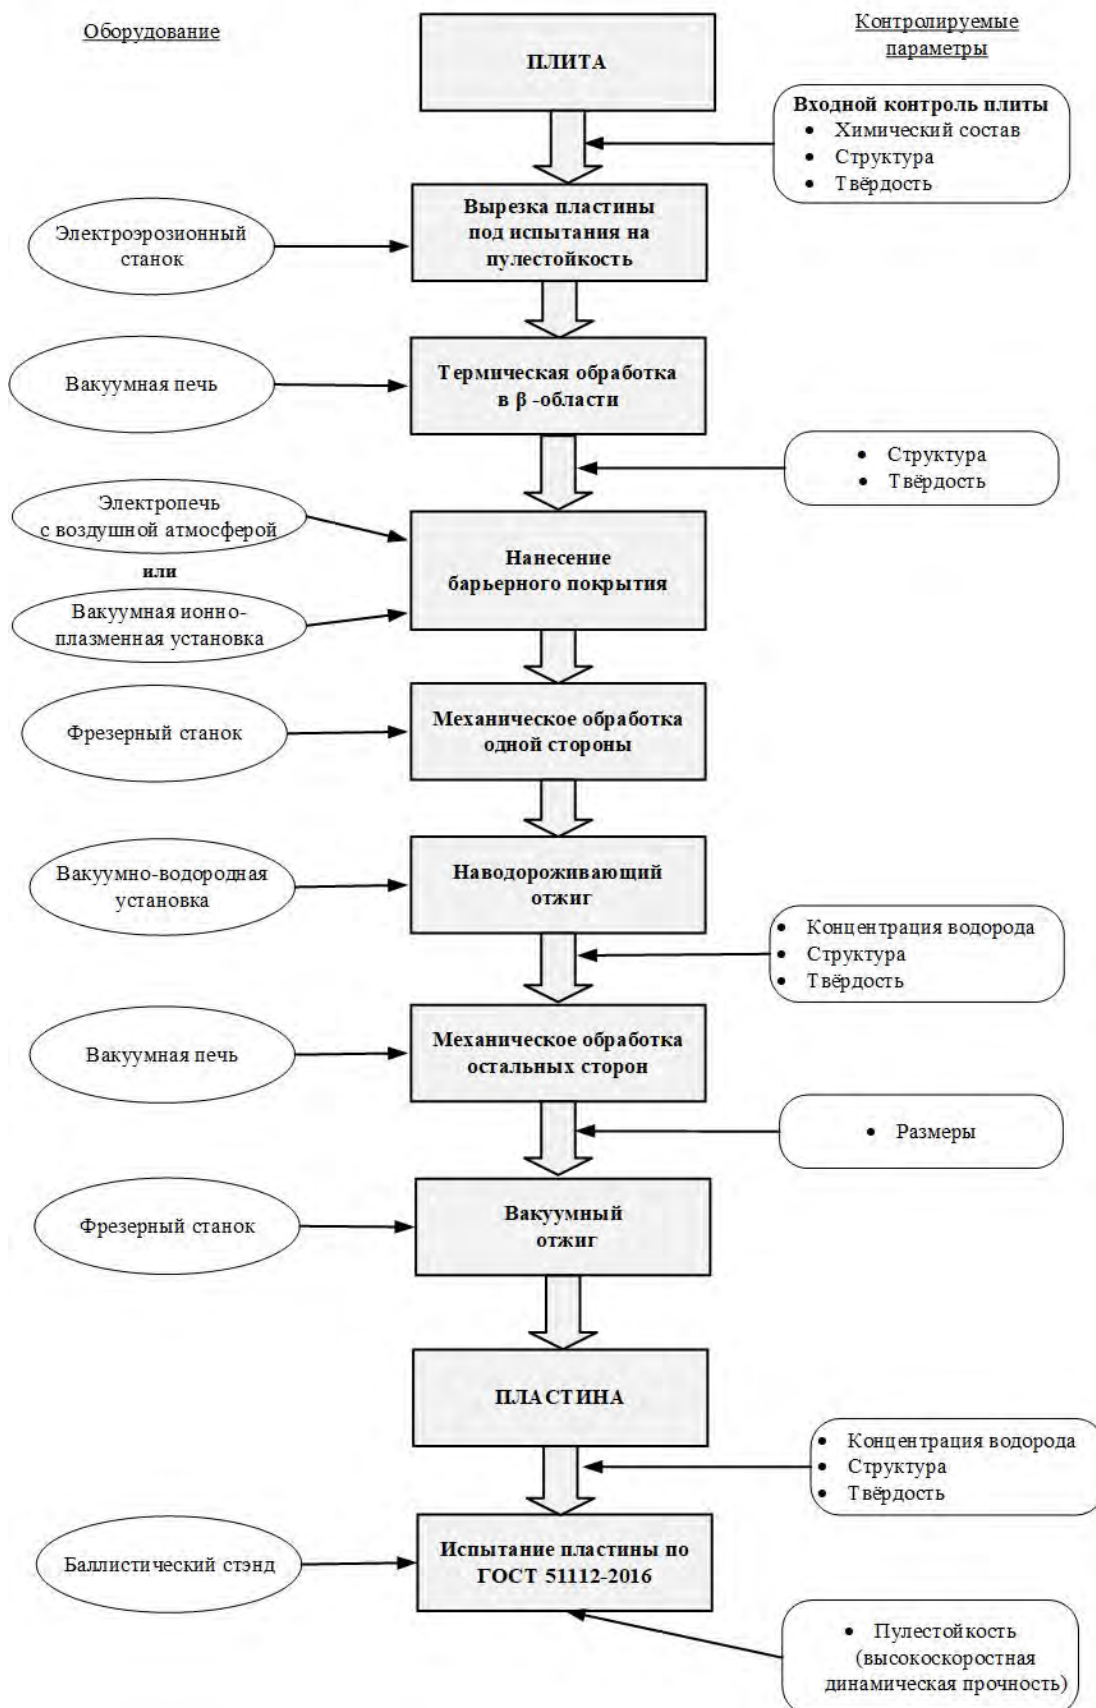 Оборудование
Контролируемые
параметры
ПЛИТА
Входной контроль плиты
• Химический состав
• Структура
• Твёрдость
Электроэрозионный
станок
Вырезка пластины
под испытания на
пулестойкость
Вакуумная печь
Термическая обработка
в β -области
• Структура
• Твёрдость
Электропечь
с воздушной атмосферой
или
Вакуумная ионно-
плазменная установка
Нанесение
барьерного покрытия
Фрезерный станок
Механическое обработка
одной стороны
Вакуумно-водородная
установка
Наводороживающий
отжиг
• Концентрация водорода
• Структура
• Твёрдость
Вакуумная печь
Механическое обработка
остальных сторон
• Размеры
Фрезерный станок
Вакуумный
отжиг
ПЛАСТИНА
• Концентрация водорода
• Структура
• Твёрдость
Баллистический стэнд
Испытание пластины по
ГОСТ 51112-2016
• Пулестойкость
(высокоскоростная
динамическая прочность)